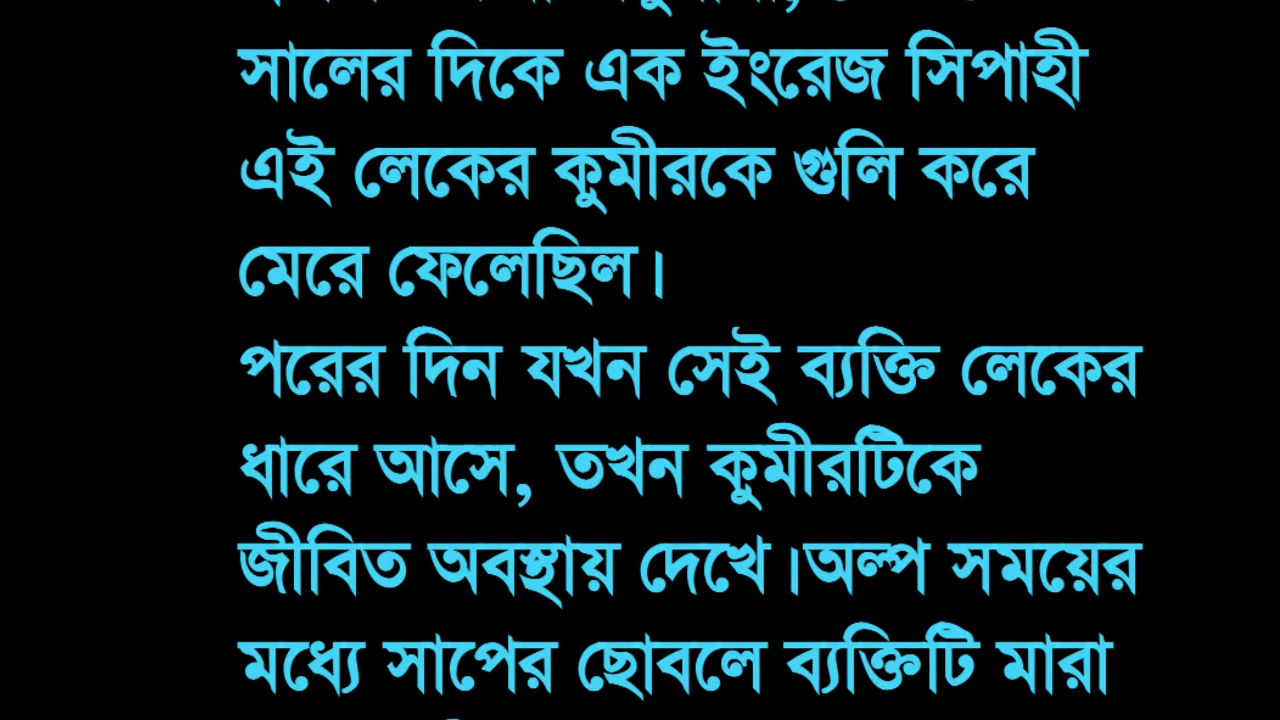 সালের দিকে এক ইংরেজ সিপাহী
এই লেকের কুমীরকে গুলি করে
মেরে ফেলেছিল।
পরের দিন যখন সেই ব্যক্তি লেকের
ধারে আসে, তখন কুমীরটিকে
জীবিত অবস্থায় দেখে।অল্প সময়ের
মধ্যে সাপের ছোবলে ব্যক্তিটি মারা